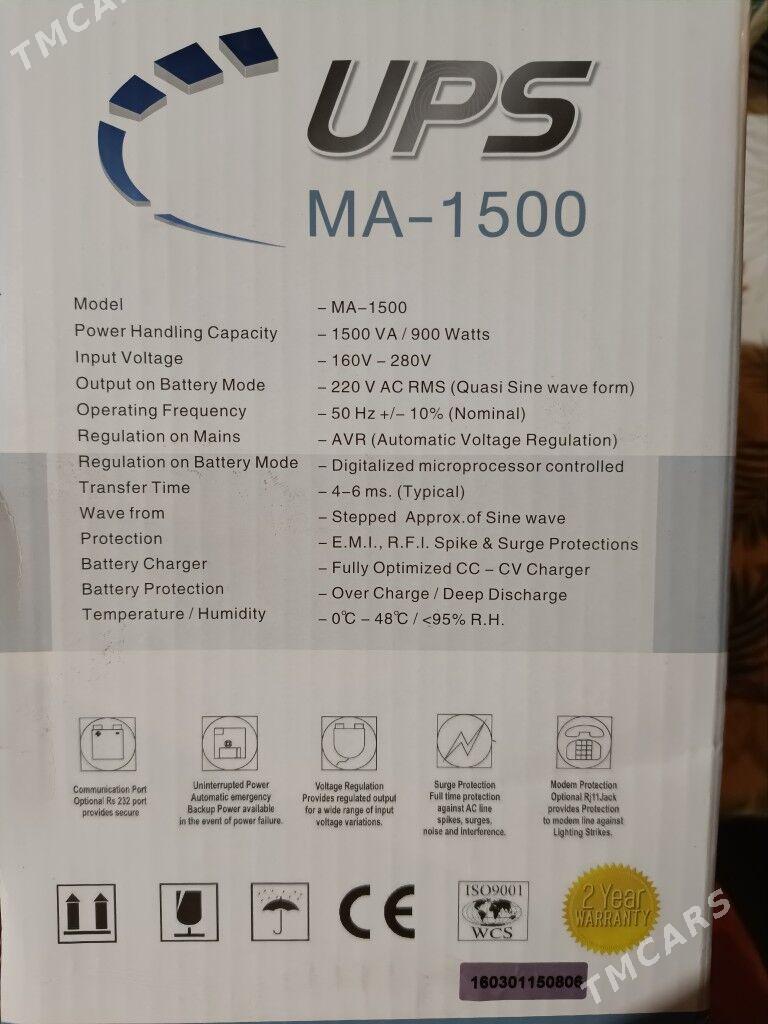 TMCARS
UPS
MA-1500
Model – MA–1500
Power Handling Capacity – 1500 VA / 900 Watts
Input Voltage – 160V – 280V
Output on Battery Mode – 220 V AC RMS (Quasi Sine wave form)
Operating Frequency – 50 Hz +/– 10% (Nominal)
Regulation on Mains – AVR (Automatic Voltage Regulation)
Regulation on Battery Mode – Digitalized microprocessor controlled
Transfer Time – 4–6 ms. (Typical)
Wave from – Stepped Approx.of Sine wave
Protection – E.M.I., R.F.I. Spike & Surge Protections
Battery Charger – Fully Optimized CC – CV Charger
Battery Protection – Over Charge / Deep Discharge
Temperature / Humidity – 0℃ – 48℃ / <95% R.H.
Communication Port
Optional Rs 232 port
provides secure
Uninterrupted Power
Automatic emergency
Backup Power available
in the event of power failure.
Voltage Regulation
Provides regulated output
for a wide range of input
voltage variations.
Surge Protection
Full time protection
against AC line
spikes, surges,
noise and interference.
Modem Protection
Optional Rj11Jack
provides Protection
to modem line against
Lighting Strikes.
CE
ISO9001
WCS
2 Year
WARRANTY
160301150806
TMCARS